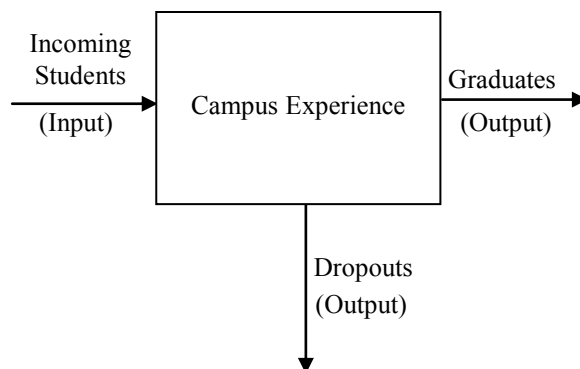 Incoming
Students
(Input)
Campus Experience
Graduates
(Output)
Dropouts
(Output)